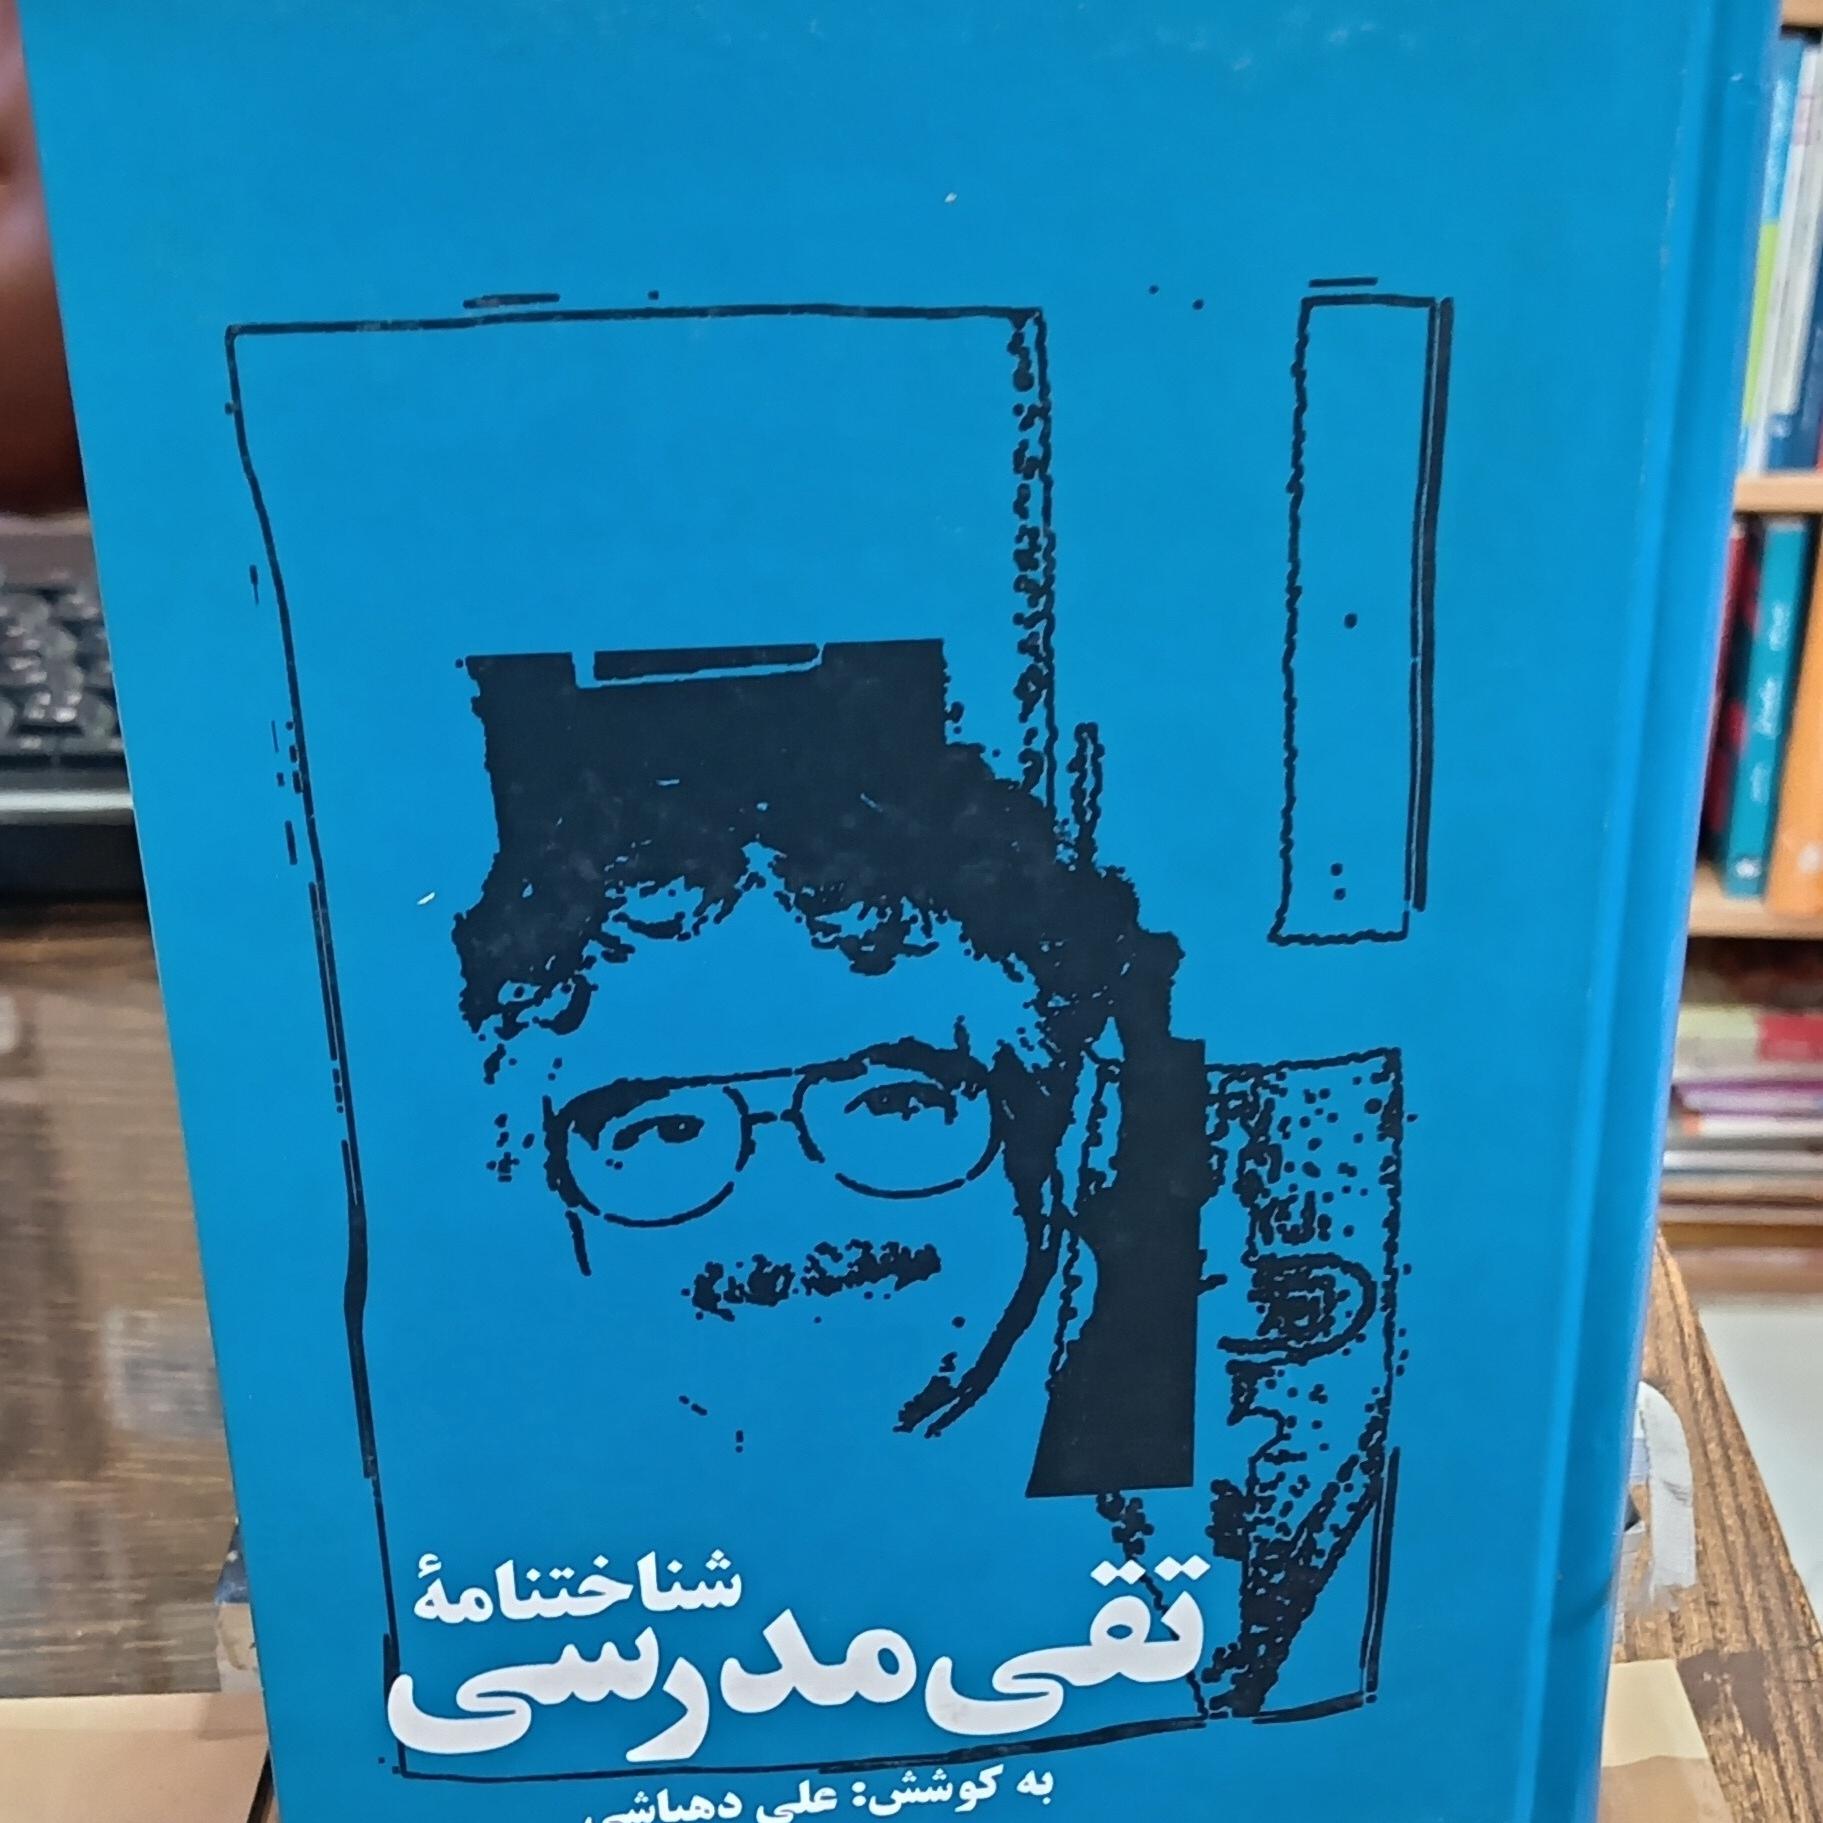 شناختنامهٔ
تقی مدرسی
به کوشش: علی دهباشی